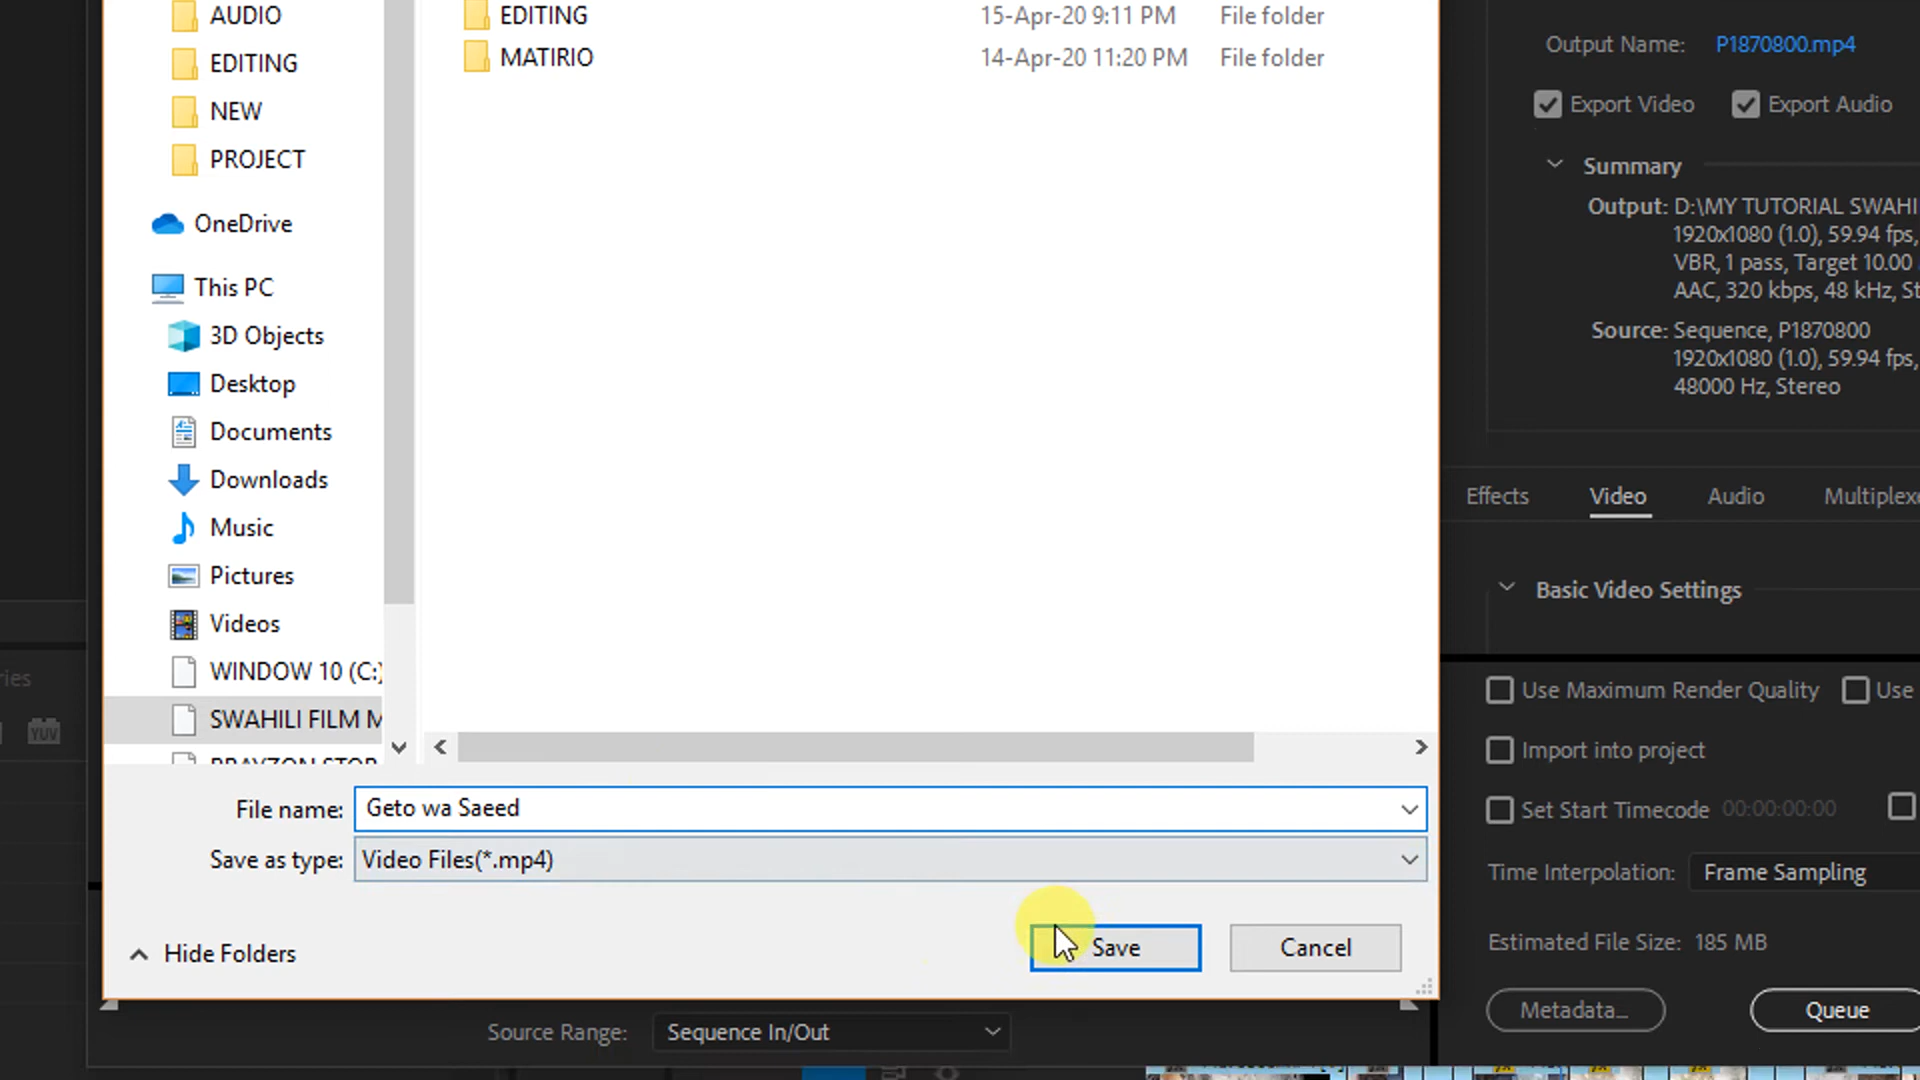 AUDIO
EDITING
NEW
PROJECT
OneDrive
This PC
3D Objects
Desktop
Documents
Downloads
Music
Pictures
Videos
WINDOW 10 (C:)
SWAHILI FILM M
EDITING 15-Apr-20 9:11 PM File folder
MATIRIO 14-Apr-20 11:20 PM File folder
File name: Geto wa Saeed
Save as type: Video Files(*.mp4)
Hide Folders
Save
Cancel
Source Range: Sequence In/Out
Output Name: P1870800.mp4
Export Video Export Audio
Summary
Output: D:\MY TUTORIAL SWAHI
1920x1080 (1.0), 59.94 fps,
VBR, 1 pass, Target 10.00
AAC, 320 kbps, 48 kHz, St
Source: Sequence, P1870800
1920x1080 (1.0), 59.94 fps,
48000 Hz, Stereo
Effects Video Audio Multiplexe
Basic Video Settings
Use Maximum Render Quality Use
Import into project
Set Start Timecode 00:00:00:00
Time Interpolation: Frame Sampling
Estimated File Size: 185 MB
Metadata...
Queue
ries
YUV